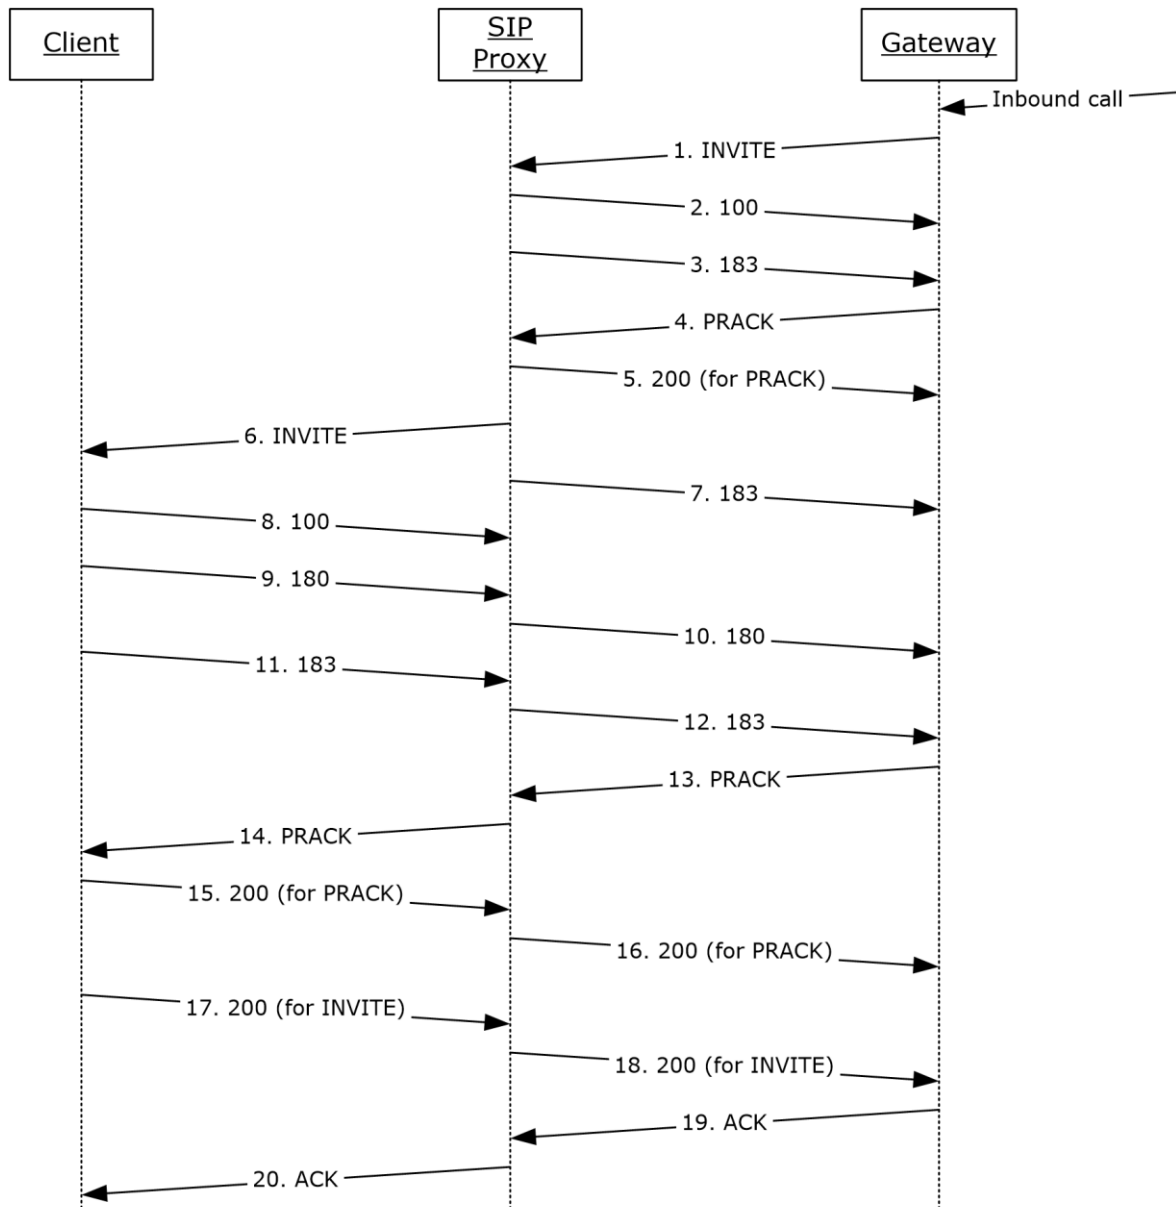 Client
SIP
Proxy
Gateway
Inbound call
1. INVITE
2. 100
3. 183
4. PRACK
5. 200 (for PRACK)
6. INVITE
7. 183
8. 100
9. 180
10. 180
11. 183
12. 183
13. PRACK
14. PRACK
15. 200 (for PRACK)
16. 200 (for PRACK)
17. 200 (for INVITE)
18. 200 (for INVITE)
19. ACK
20. ACK